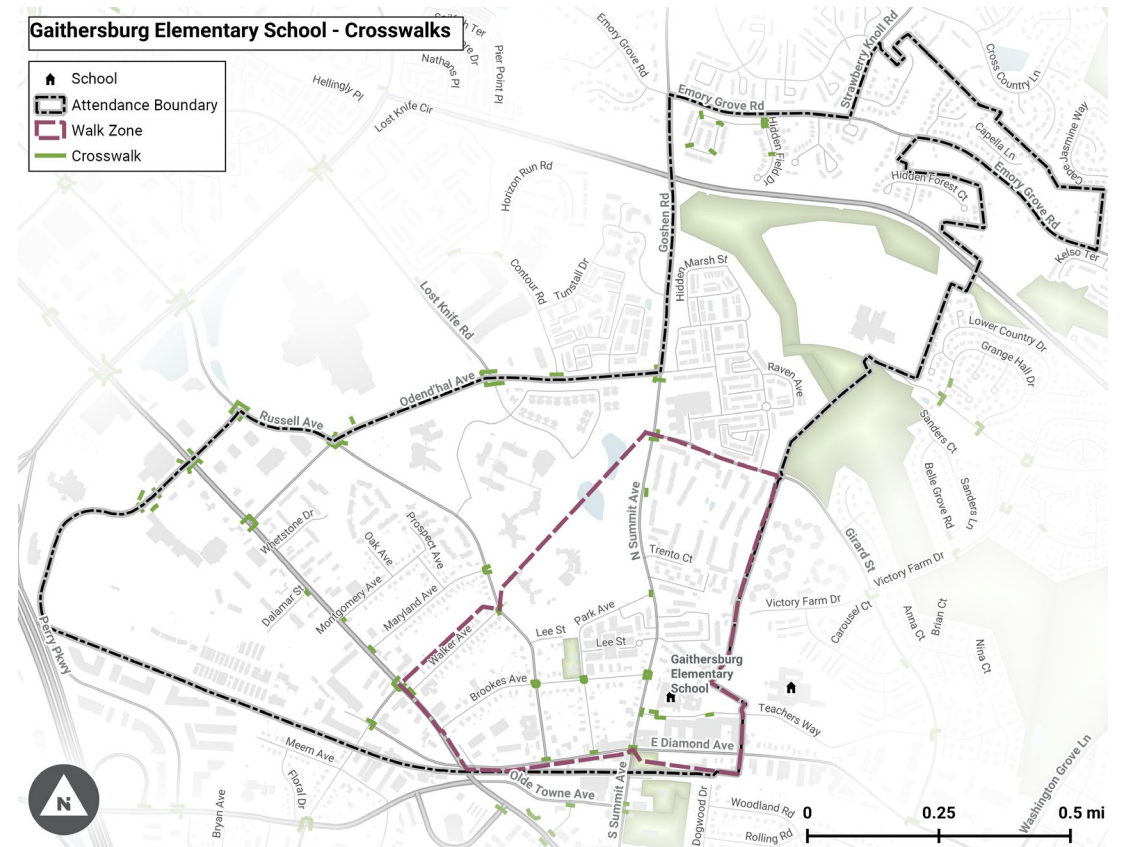 Gaithersburg Elementary School - Crosswalks
School
Attendance Boundary
Walk Zone
Crosswalk
Nathans Pl
Pier Point Pl
Hellingly Pl
Lost Knife Cir
Emory Grove Rd
Emory Grove Rd
Strawberry Knoll Rd
Cross Country Ln
Hidden Field Dr
Capella Ln
Jasmine Way
Cape
Hidden Forest Ct
Emory Grove Rd
Kelso Ter
Horizon Run Rd
Goshen Rd
Hidden Marsh St
Contour Rd
Tunstall Dr
Lost Knife Rd
Lower Country Dr
Grange Hall Dr
Raven Ave
Odend'hal Ave
Russell Ave
Sanders Ct
Belle Grove Rd
Sanders Ln
N Summit Ave
Whetstone Dr
Prospect Ave
Oak Ave
Girard St
Trento Ct
Victory Farm Dr
Dalamar St
Montgomery Ave
Maryland Ave
Park Ave
Victory Farm Dr
Carousel Ct
Anna Ct
Brian Ct
Perry Pkwy
Walker Ave
Lee St
Lee St
Nina Ct
Gaithersburg
Elementary
School
Brookes Ave
Teachers Way
E Diamond Ave
Meem Ave
Olde Towne Ave
Floral Dr
Bryan Ave
S Summit Ave
Dogwood Dr
Woodland Rd
Rolling Rd
Washington Grove Ln
N
0
0.25
0.5 mi